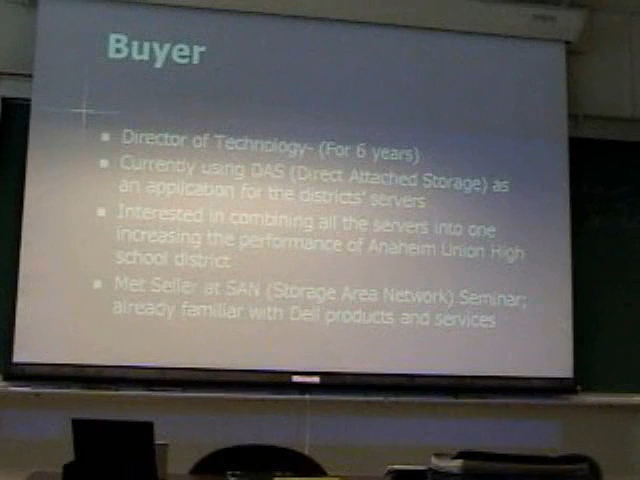 Buyer
Director of Technology- (For 6 years)
Currently using DAS (Direct Attached Storage) as
an application for the districts' servers
Interested in combining all the servers into one
increasing the performance of Anaheim Union High
school district
Met Seller at SAN (Storage Area Network) Seminar;
already familiar with Dell products and services